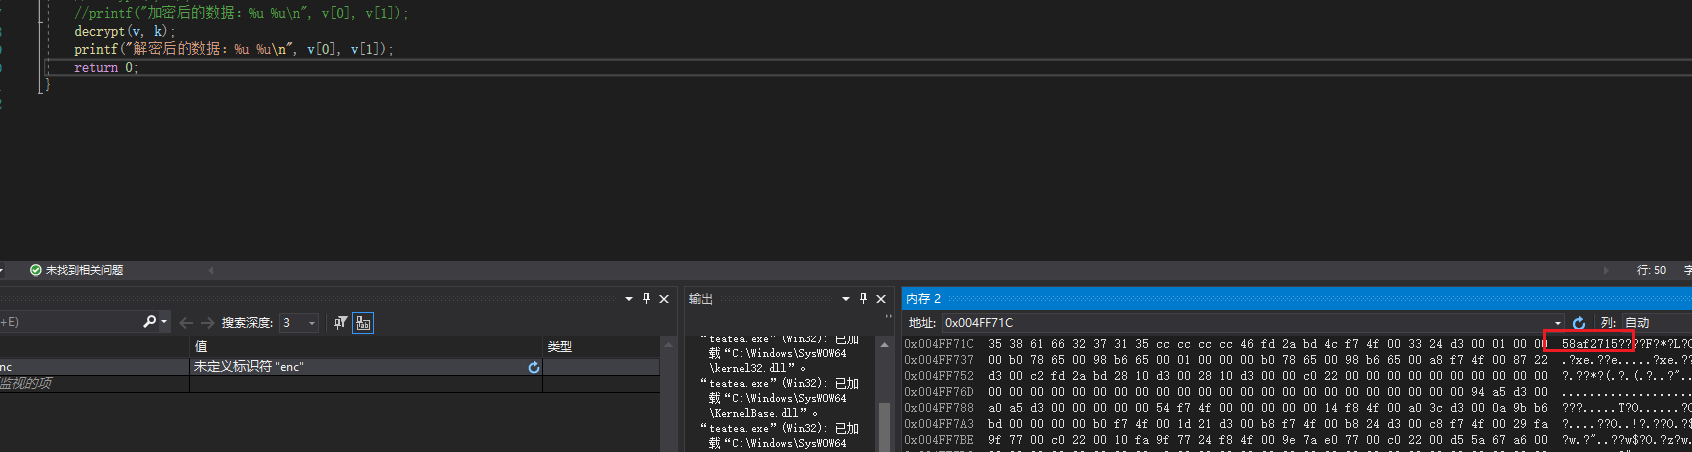 //printf("加密后的数据：%u %u\n", v[0], v[1]);
decrypt(v, k);
printf("解密后的数据：%u %u\n", v[0], v[1]);
return 0;
}
未找到相关问题
行: 50
+E)
搜索深度: 3
值
类型
nc
未定义标识符 "enc"
监视的项
输出
"teatea.exe"(Win32): 已加
载“C:\Windows\SysWOW64
\kernel32.dll”。
“teatea.exe”(Win32): 已加
载“C:\Windows\SysWOW64
\KernelBase.dll”。
“teatea.exe”(Win32): 已加
载“C:\Windows\SysWOW64
内存 2
地址: 0x004FF71C
列: 自动
0x004FF71C 35 38 61 66 32 37 31 35 cc cc cc cc 46 fd 2a bd 4c f7 4f 00 33 24 d3 00 01 00 00 58af2715????F?*?L?O
0x004FF737 00 b0 78 65 00 98 b6 65 00 01 00 00 00 b0 78 65 00 98 b6 65 00 a8 f7 4f 00 87 22 .?xe.??e.....?xe.??
0x004FF752 d3 00 c2 fd 2a bd 28 10 d3 00 28 10 d3 00 00 c0 22 00 00 00 00 00 00 00 00 00 00 ?.??*?(.?.(.?..?"..
0x004FF76D 00 00 00 00 00 00 00 00 00 00 00 00 00 00 00 00 00 00 00 00 00 00 00 94 a5 d3 00 ...................
0x004FF788 a0 a5 d3 00 00 00 00 00 54 f7 4f 00 00 00 00 00 14 f8 4f 00 a0 3c d3 00 0a 9b b6 ???.....T?O......?O
0x004FF7A3 bd 00 00 00 00 b0 f7 4f 00 1d 21 d3 00 b8 f7 4f 00 b8 24 d3 00 c8 f7 4f 00 29 fa ?....??O..!?.??O.?$
0x004FF7BE 9f 77 00 c0 22 00 10 fa 9f 77 24 f8 4f 00 9e 7a e0 77 00 c0 22 00 d5 5a 67 a6 00 ?w.?"..??w$?O.?z?w.